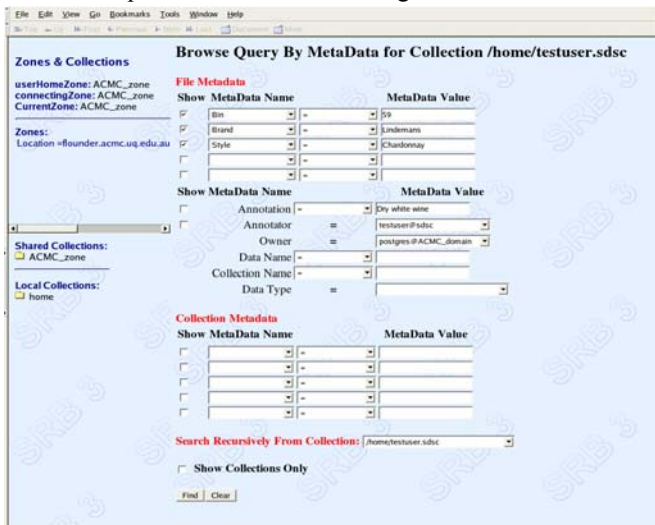 File Edit View Go Bookmarks Tools Window Help
Browse Query By MetaData for Collection /home/testuser.sdsc
Zones & Collections
userHomeZone: ACMC_zone
connectingZone: ACMC_zone
CurrentZone: ACMC_zone
Zones:
Location =flounder.acmc.uq.edu.au
Shared Collections:
ACMC_zone
Local Collections:
home
File Metadata
Show MetaData Name MetaData Value
Bin = 59
Brand = Lindemans
Style = Chardonnay
=
=
Show MetaData Name MetaData Value
Annotation = Dry white wine
Annotator = testuser@sdsc
Owner = postgres@ACMC_domain
Data Name =
Collection Name =
Data Type =
Collection Metadata
Show MetaData Name MetaData Value
=
=
=
=
=
Search Recursively From Collection: /home/testuser.sdsc
Show Collections Only
Find Clear
SRB 3